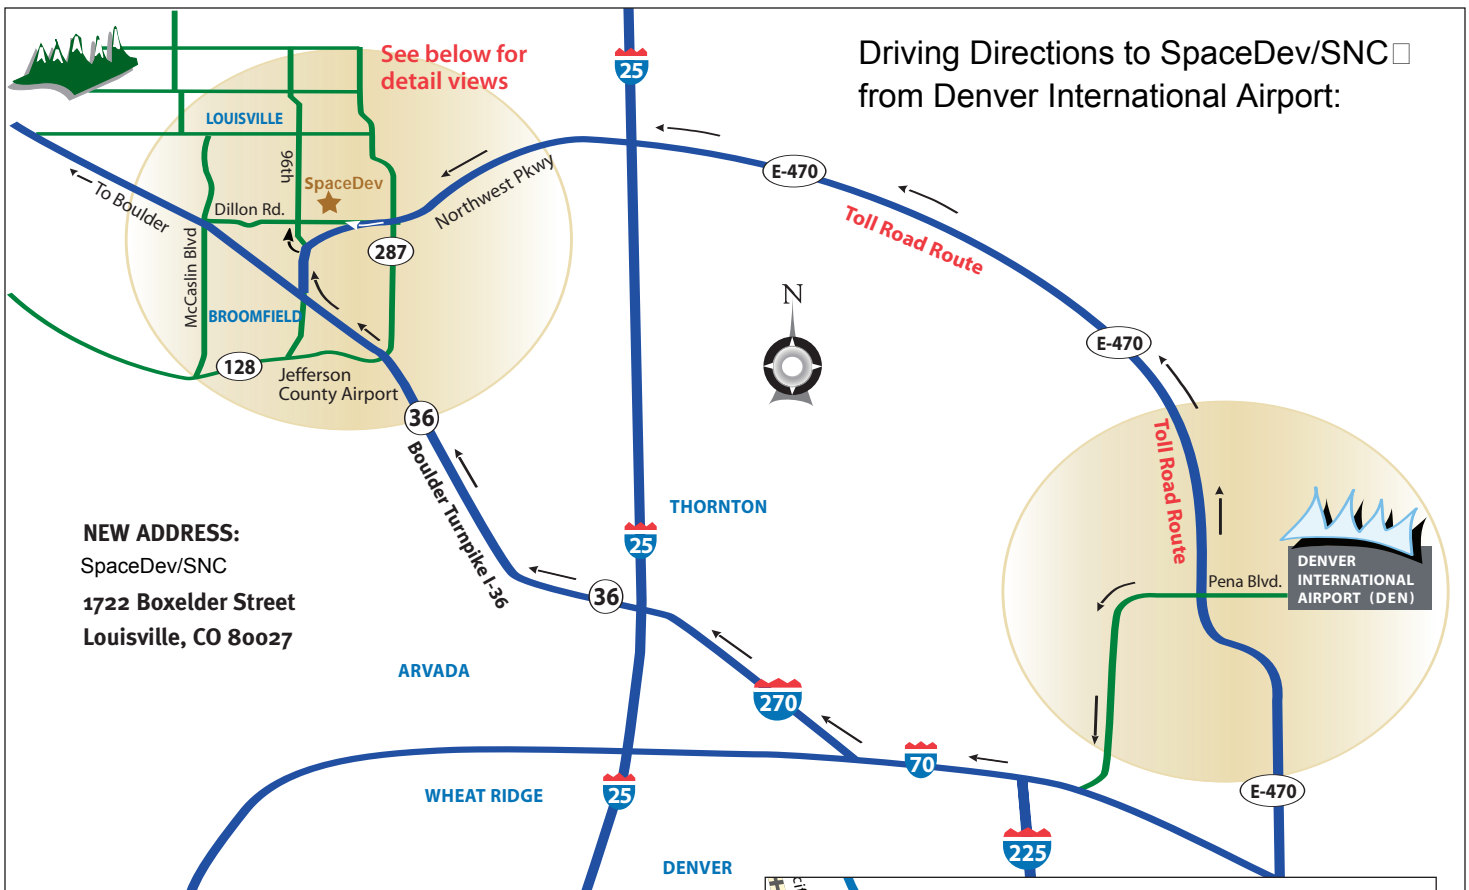 Driving Directions to SpaceDev/SNC□
from Denver International Airport:
See below for
detail views
25
LOUISVILLE
96th
SpaceDev
Dillon Rd.
To Boulder
McCaslin Blvd
Northwest Pkwy
287
E-470
Toll Road Route
BROOMFIELD
128
Jefferson
County Airport
N
E-470
36
Boulder Turnpike I-36
Toll Road Route
THORNTON
25
NEW ADDRESS:
SpaceDev/SNC
1722 Boxelder Street
Louisville, CO 80027
DENVER
INTERNATIONAL
AIRPORT (DEN)
Pena Blvd.
36
ARVADA
270
70
WHEAT RIDGE
25
E-470
225
DENVER